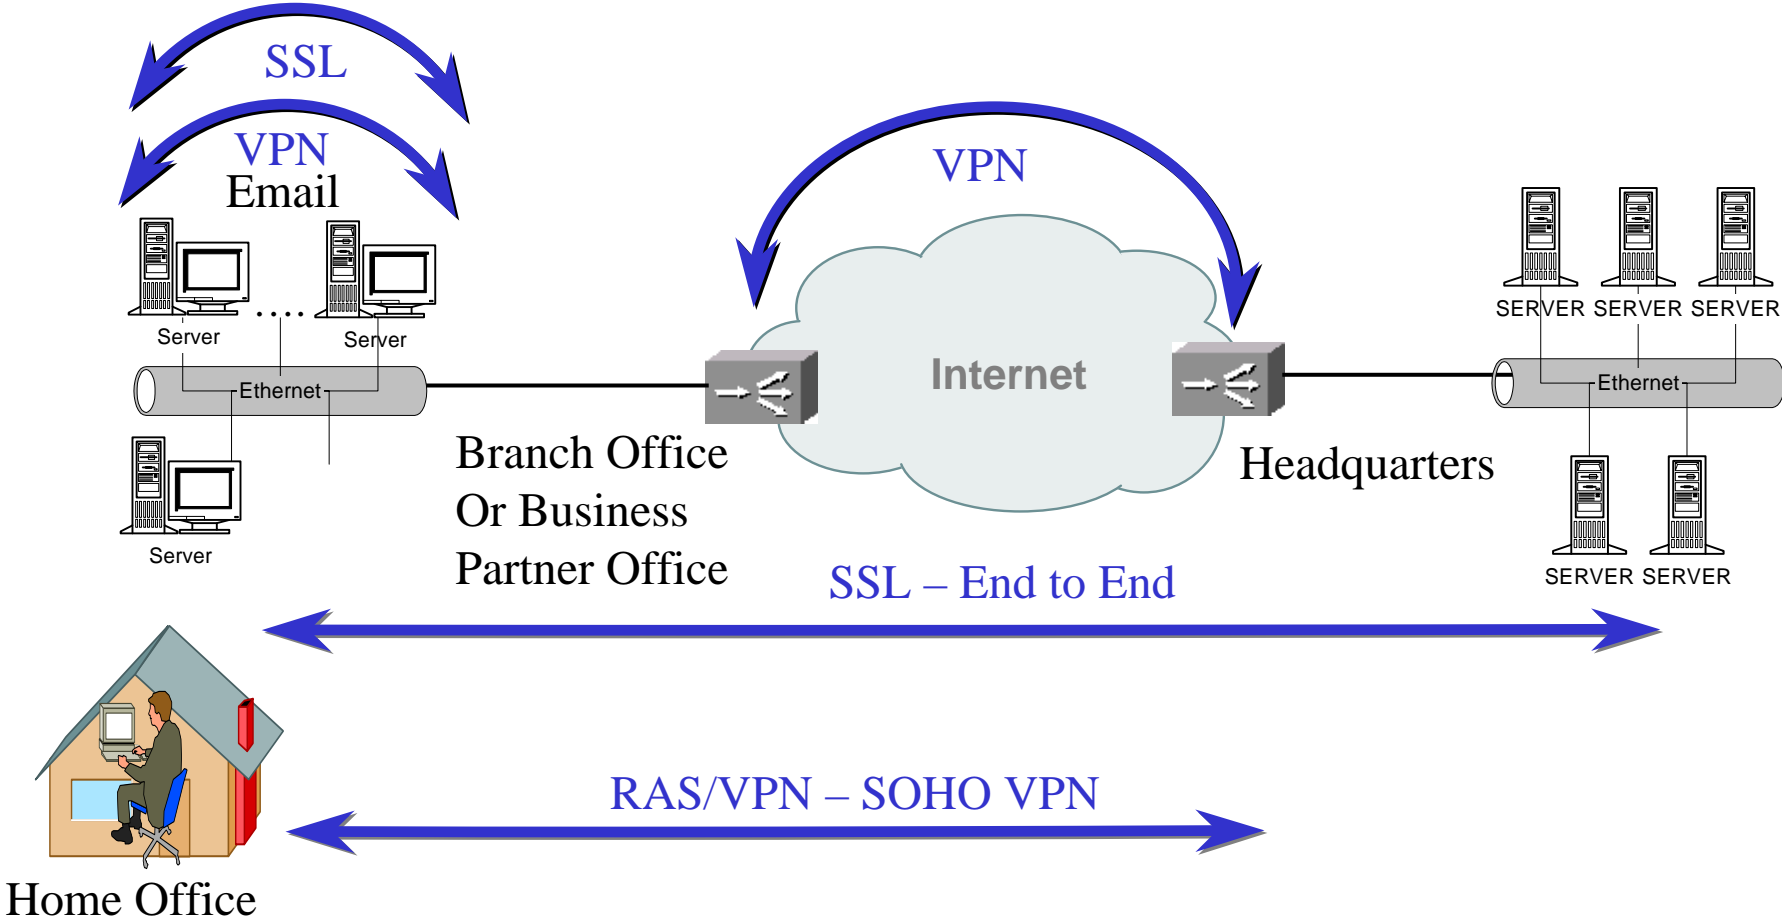 SSL
VPN
Email
VPN
Server
Server
Ethernet
Server
Internet
SERVER SERVER SERVER
Ethernet
SERVER SERVER
Branch Office
Or Business
Partner Office
Headquarters
SSL – End to End
RAS/VPN – SOHO VPN
Home Office